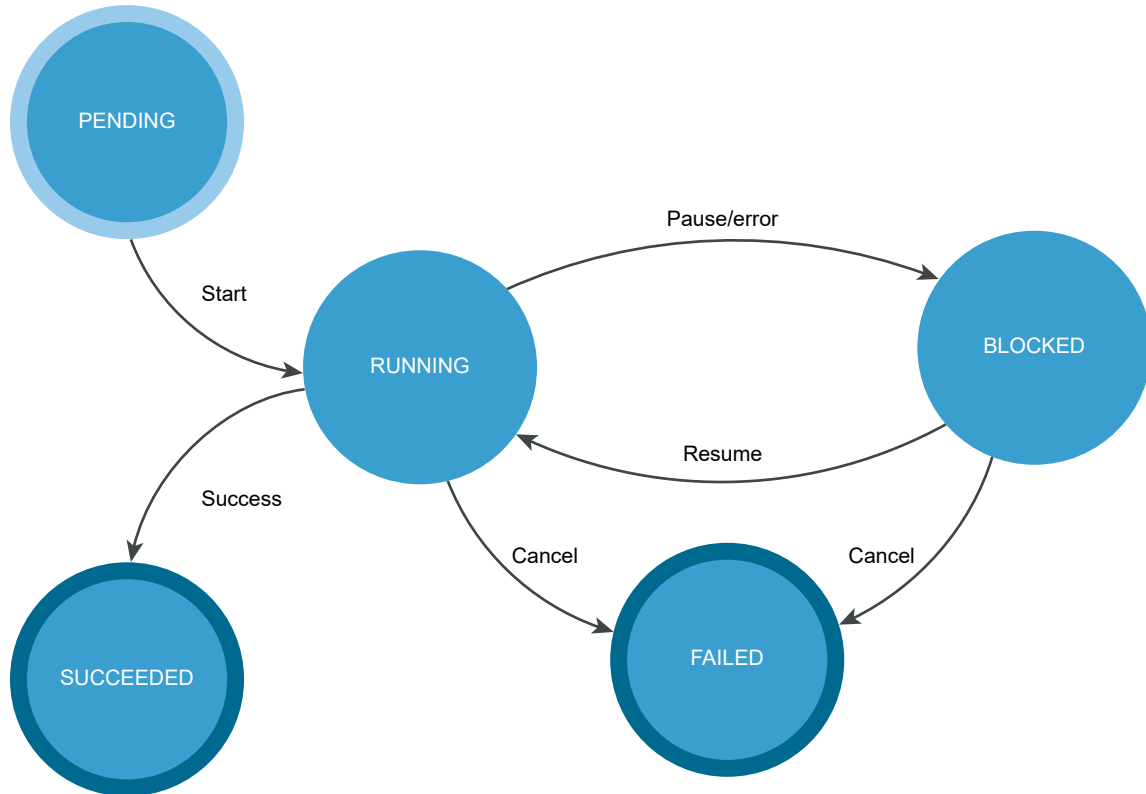 PENDING
Pause/error
Start
BLOCKED
RUNNING
Resume
Success
Cancel
Cancel
FAILED
SUCCEEDED